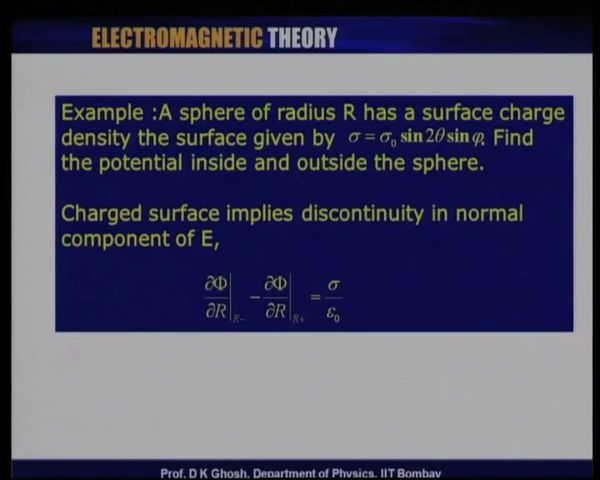 ELECTROMAGNETIC THEORY
Example :A sphere of radius R has a surface charge
density the surface given by σ = σ₀ sin 2θ sin φ. Find
the potential inside and outside the sphere.
Charged surface implies discontinuity in normal
component of E,
∂Φ/∂R|R− − ∂Φ/∂R|R+ = σ/ε₀
Prof. D K Ghosh, Department of Physics, IIT Bombay